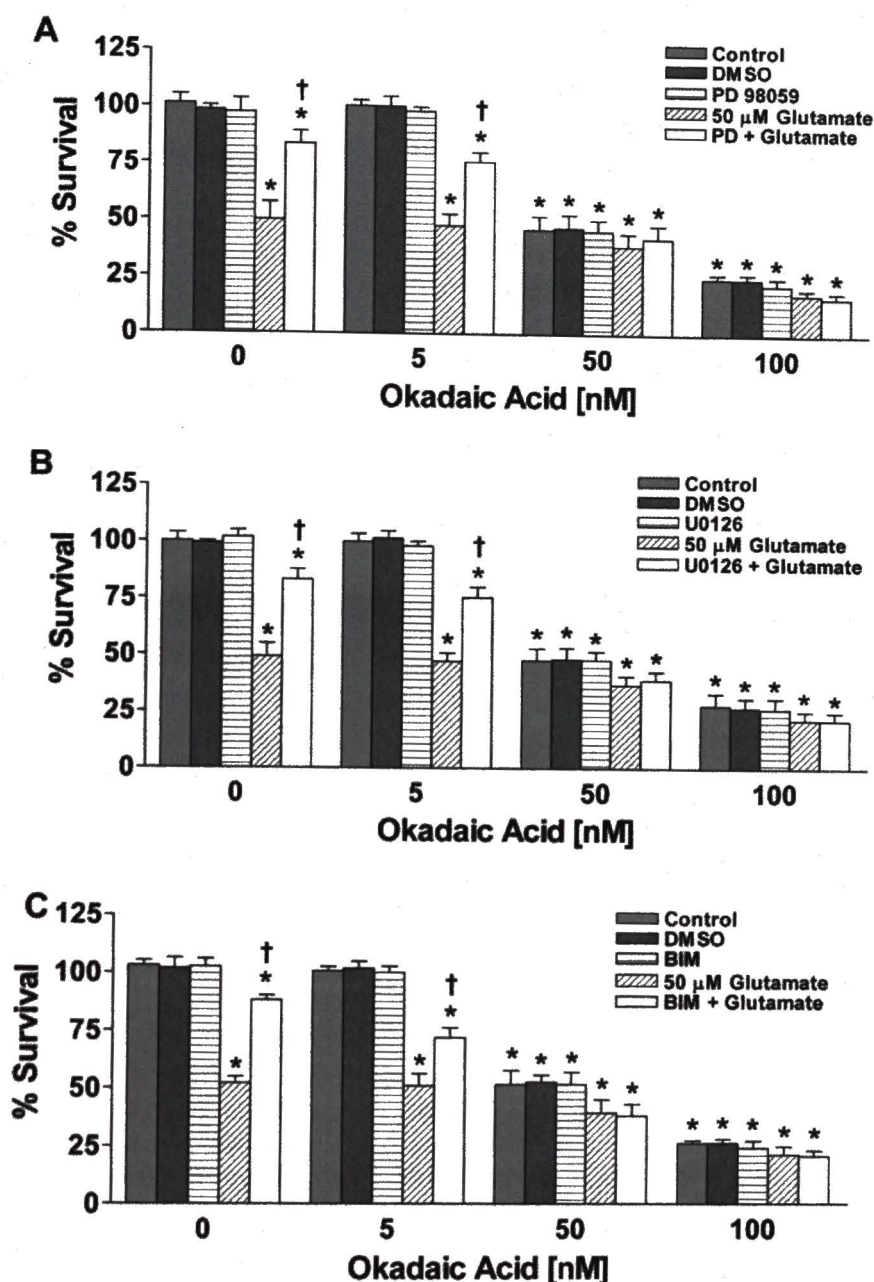 A
125
100
75
50
25
0
% Survival
Control
DMSO
PD 98059
50 µM Glutamate
PD + Glutamate
†
*
*
†
*
*
* * * * *
* * * * *
0 5 50 100
Okadaic Acid [nM]
B
125
100
75
50
25
0
% Survival
Control
DMSO
U0126
50 µM Glutamate
U0126 + Glutamate
†
*
*
†
*
*
* * * * *
* * * * *
0 5 50 100
Okadaic Acid [nM]
C
125
100
75
50
25
0
% Survival
Control
DMSO
BIM
50 µM Glutamate
BIM + Glutamate
†
*
*
†
*
*
* * * * *
* * * * *
0 5 50 100
Okadaic Acid [nM]